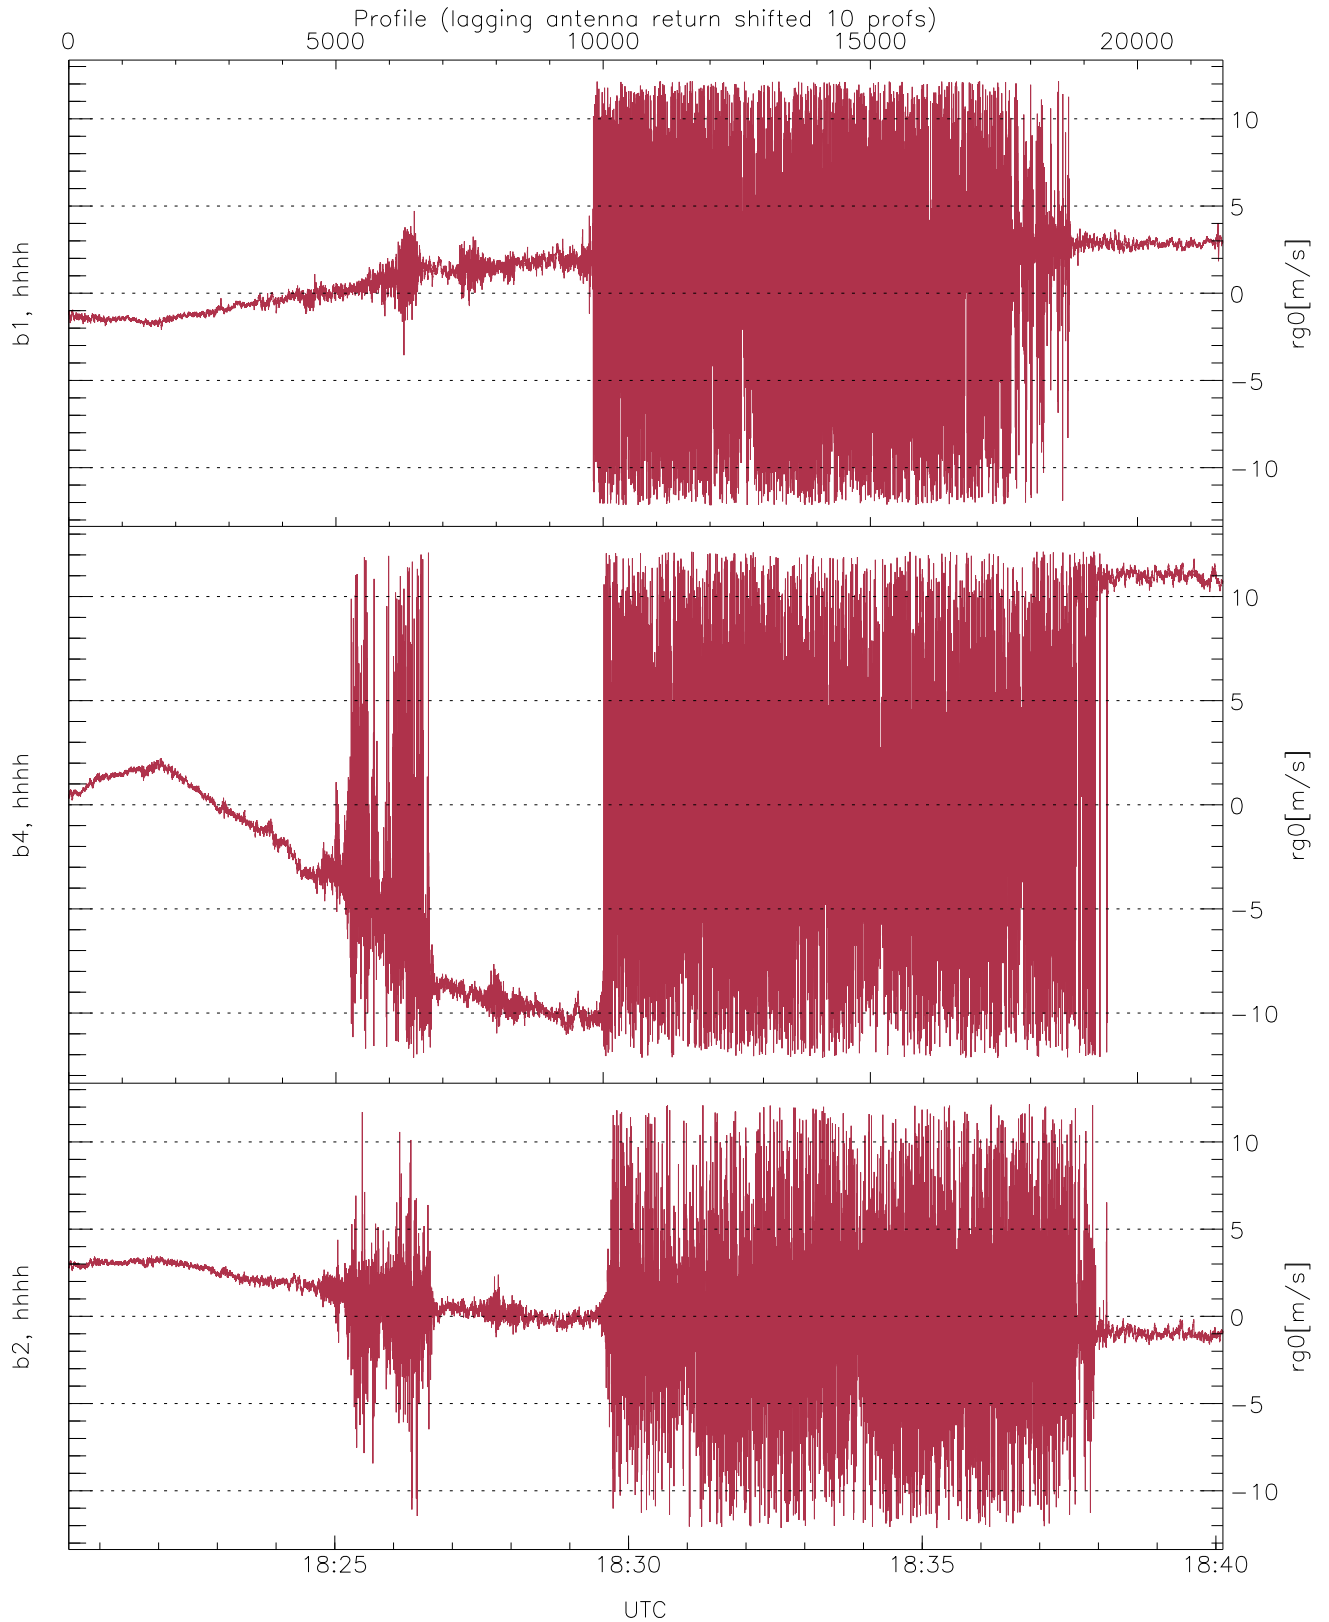 Profile (lagging antenna return shifted 10 profs)
0 5000 10000 15000 20000
b1, hhhh
10
5
0
−5
−10
rg0[m/s]
b4, hhhh
10
5
0
−5
−10
rg0[m/s]
b2, hhhh
10
5
0
−5
−10
rg0[m/s]
18:25 18:30 18:35 18:40
UTC